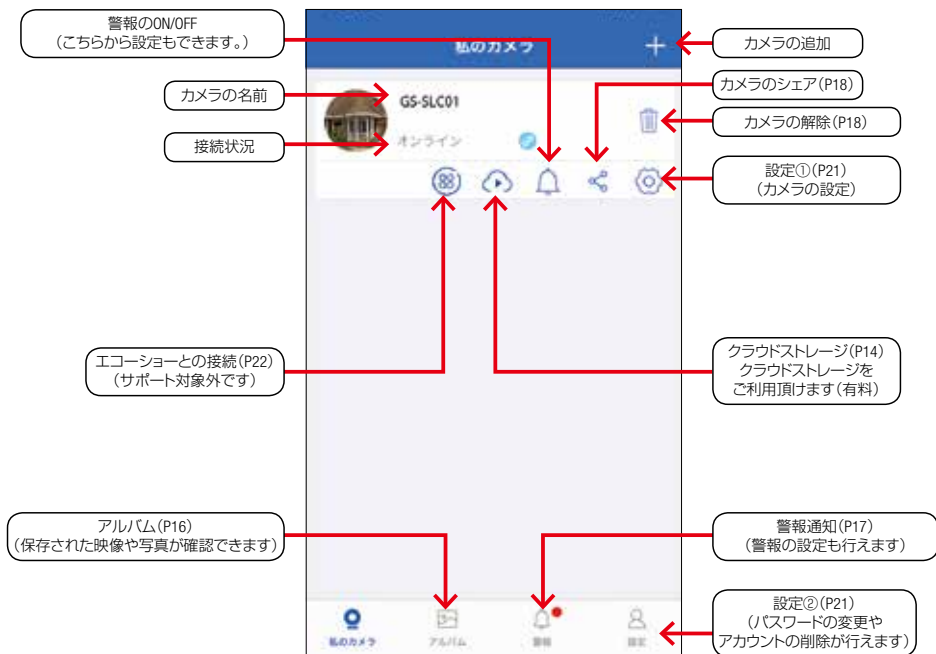 警報のON/OFF
（こちらから設定もできます。）
私のカメラ
カメラの追加
カメラの名前
GS-SLC01
カメラのシェア(P18)
接続状況
オンライン
カメラの解除(P18)
設定①(P21)
（カメラの設定）
エコーショーとの接続(P22)
（サポート対象外です）
クラウドストレージ(P14)
クラウドストレージを
ご利用頂けます(有料)
アルバム(P16)
（保存された映像や写真が確認できます）
警報通知(P17)
（警報の設定も行えます）
設定②(P21)
（パスワードの変更や
アカウントの削除が行えます）
私のカメラ
アルバム
警報
設定